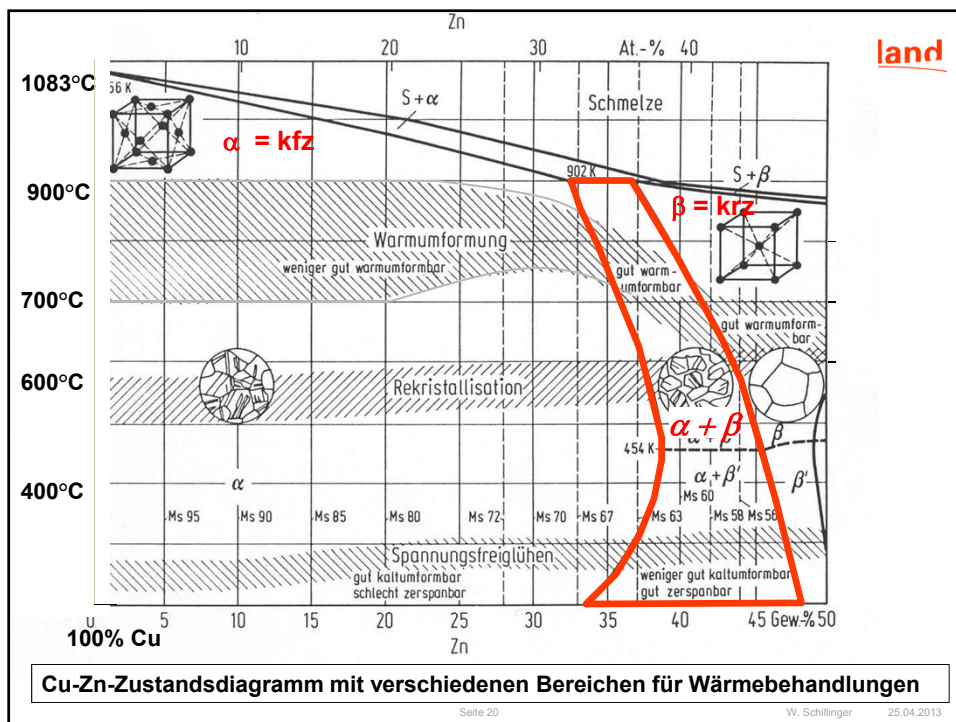 Zn
10 20 30 At.-% 40
land
1083°C
56 K
S + α
Schmelze
α = kfz
902 K
S + β
900°C
β = krz
Warmumformung
weniger gut warmumformbar
gut warm-
umformbar
700°C
gut warmumform-
bar
600°C
Rekristallisation
α + β
β
454 K
α + β'
β'
α
400°C
Ms 60
Ms 95 Ms 90 Ms 85 Ms 80 Ms 72 Ms 70 Ms 67 Ms 63 Ms 58 Ms 56
Spannungsfreiglühen
gut kaltumformbar
schlecht zerspanbar
weniger gut kaltumformbar
gut zerspanbar
5 10 15 20 25 30 35 40 45 Gew.-% 50
100% Cu
Zn
Cu-Zn-Zustandsdiagramm mit verschiedenen Bereichen für Wärmebehandlungen
Seite 20 W. Schillinger 25.04.2013